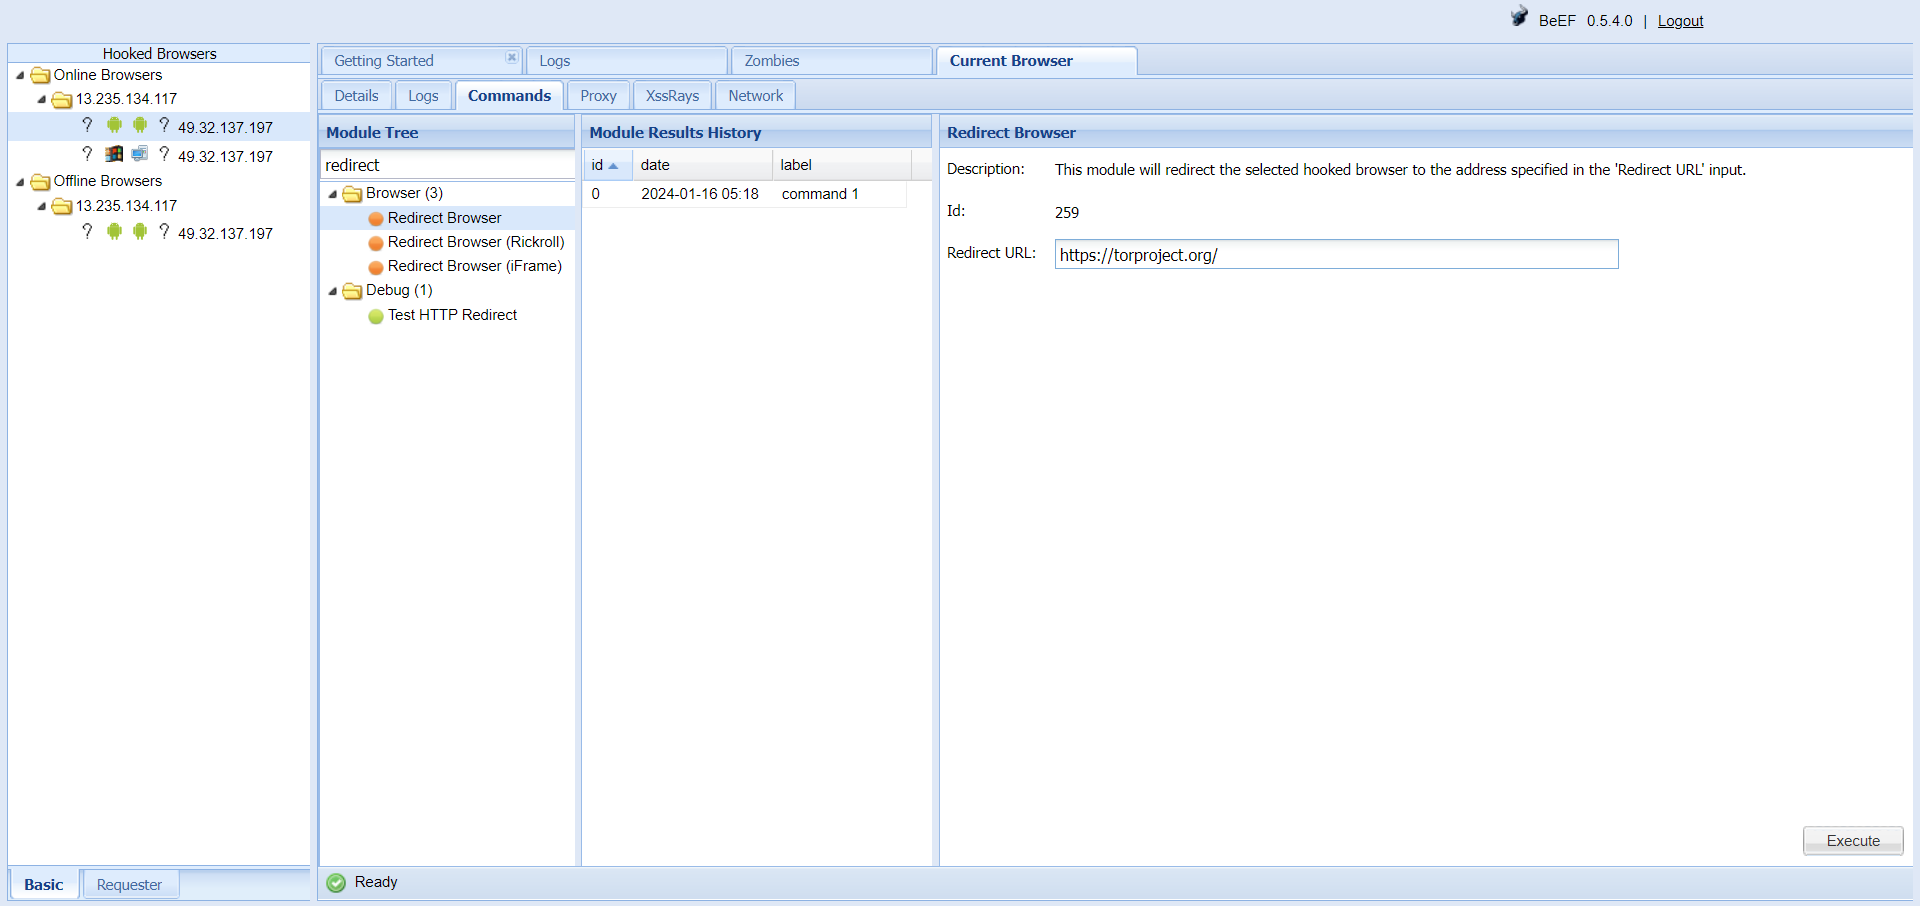 BeEF 0.5.4.0 | Logout
Hooked Browsers
Online Browsers
13.235.134.117
? ? 49.32.137.197
? ? 49.32.137.197
Offline Browsers
13.235.134.117
? ? 49.32.137.197
Basic
Requester
Getting Started
Logs
Zombies
Current Browser
Details
Logs
Commands
Proxy
XssRays
Network
Module Tree
redirect
Browser (3)
Redirect Browser
Redirect Browser (Rickroll)
Redirect Browser (iFrame)
Debug (1)
Test HTTP Redirect
Module Results History
id date label
0 2024-01-16 05:18 command 1
Redirect Browser
Description: This module will redirect the selected hooked browser to the address specified in the 'Redirect URL' input.
Id: 259
Redirect URL: https://torproject.org/
Execute
Ready